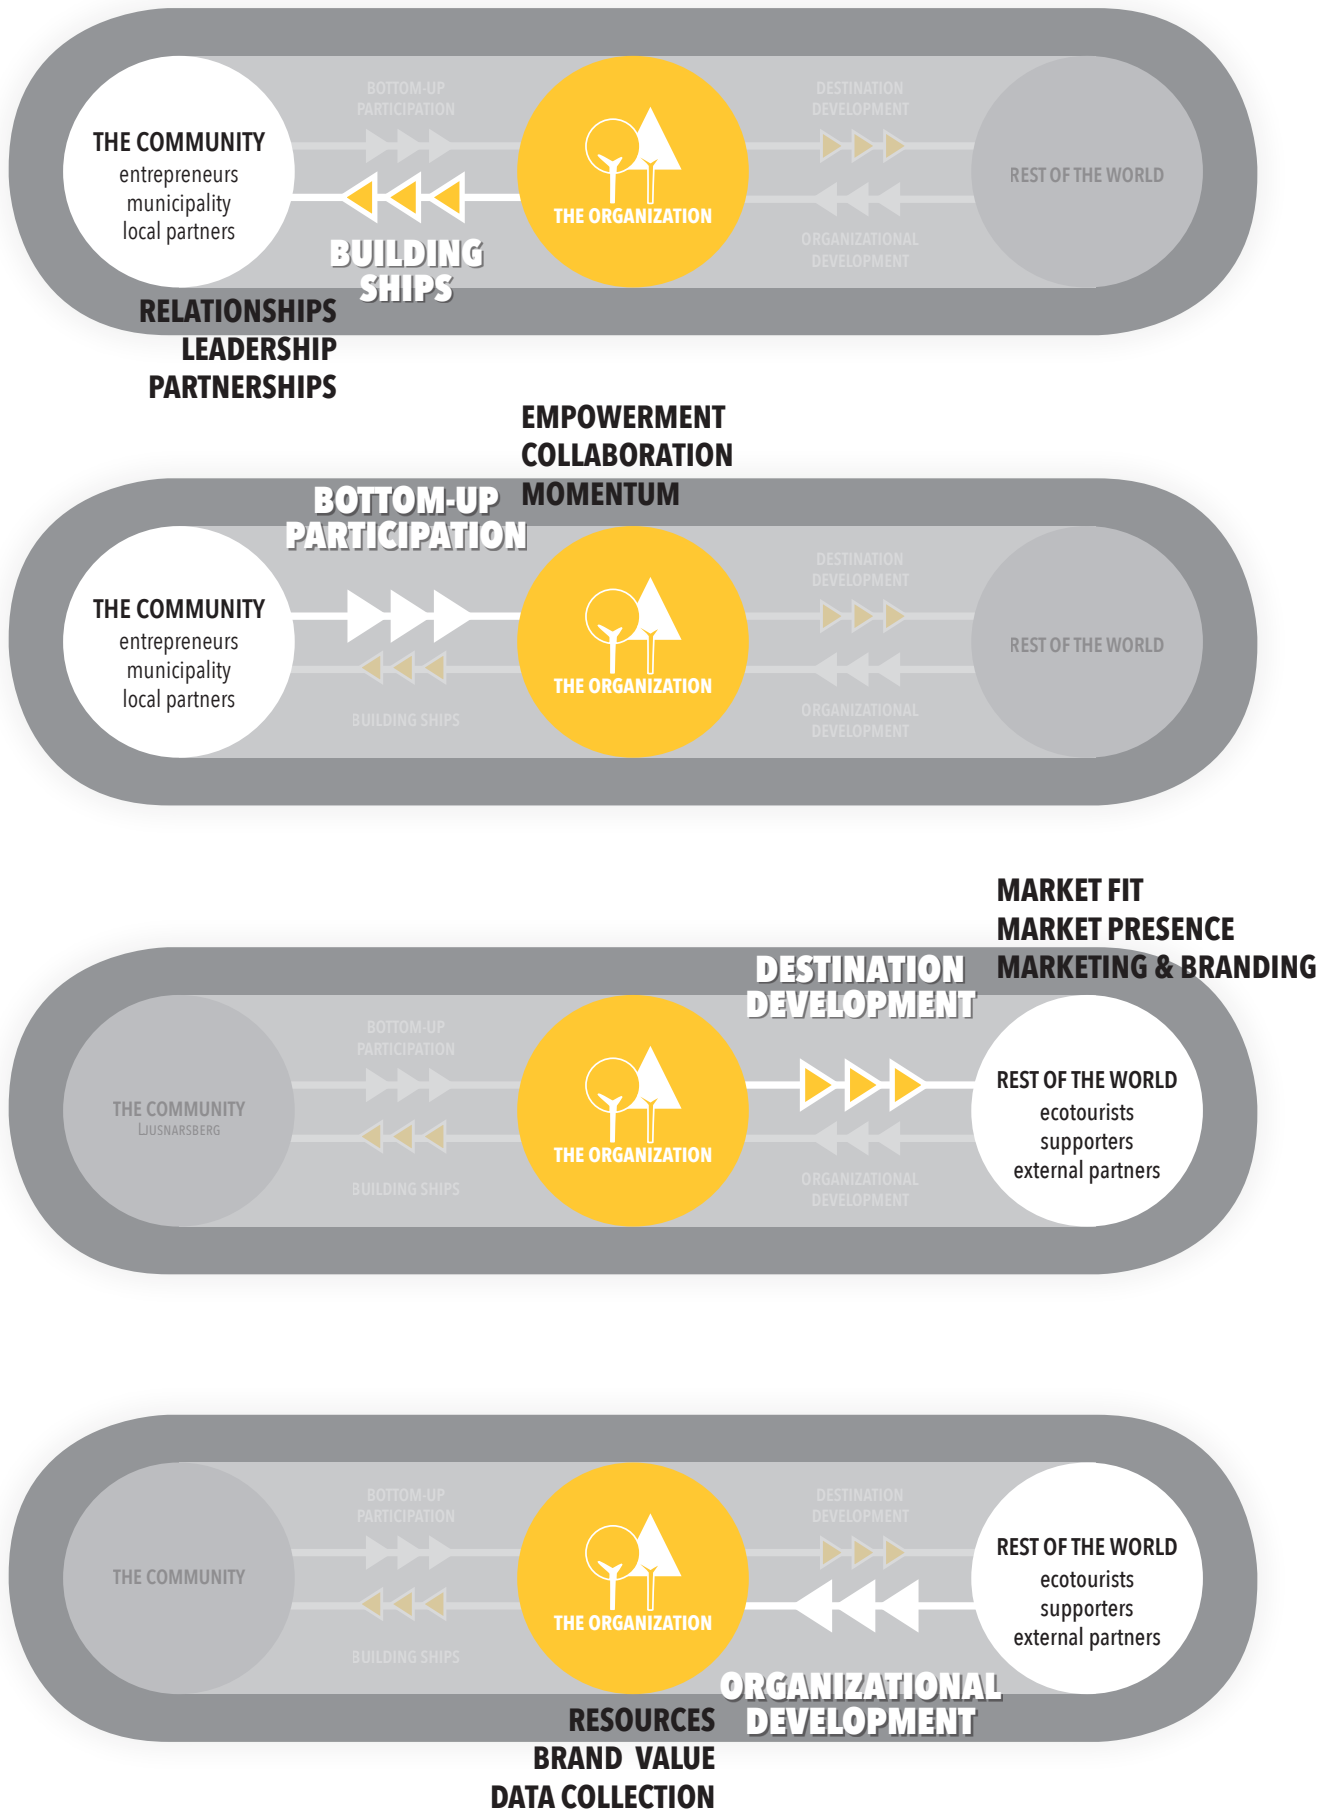 BOTTOM-UP
PARTICIPATION
DESTINATION
DEVELOPMENT
THE COMMUNITY
entrepreneurs
municipality
local partners
THE ORGANIZATION
REST OF THE WORLD
BUILDING
SHIPS
ORGANIZATIONAL
DEVELOPMENT
RELATIONSHIPS
LEADERSHIP
PARTNERSHIPS
EMPOWERMENT
COLLABORATION
MOMENTUM
BOTTOM-UP
PARTICIPATION
DESTINATION
DEVELOPMENT
THE COMMUNITY
entrepreneurs
municipality
local partners
THE ORGANIZATION
REST OF THE WORLD
BUILDING SHIPS
ORGANIZATIONAL
DEVELOPMENT
MARKET FIT
MARKET PRESENCE
MARKETING & BRANDING
DESTINATION
DEVELOPMENT
BOTTOM-UP
PARTICIPATION
THE COMMUNITY
LJUSNARSBERG
THE ORGANIZATION
REST OF THE WORLD
ecotourists
supporters
external partners
BUILDING SHIPS
ORGANIZATIONAL
DEVELOPMENT
BOTTOM-UP
PARTICIPATION
DESTINATION
DEVELOPMENT
THE COMMUNITY
THE ORGANIZATION
REST OF THE WORLD
ecotourists
supporters
external partners
BUILDING SHIPS
ORGANIZATIONAL
DEVELOPMENT
RESOURCES
BRAND VALUE
DATA COLLECTION